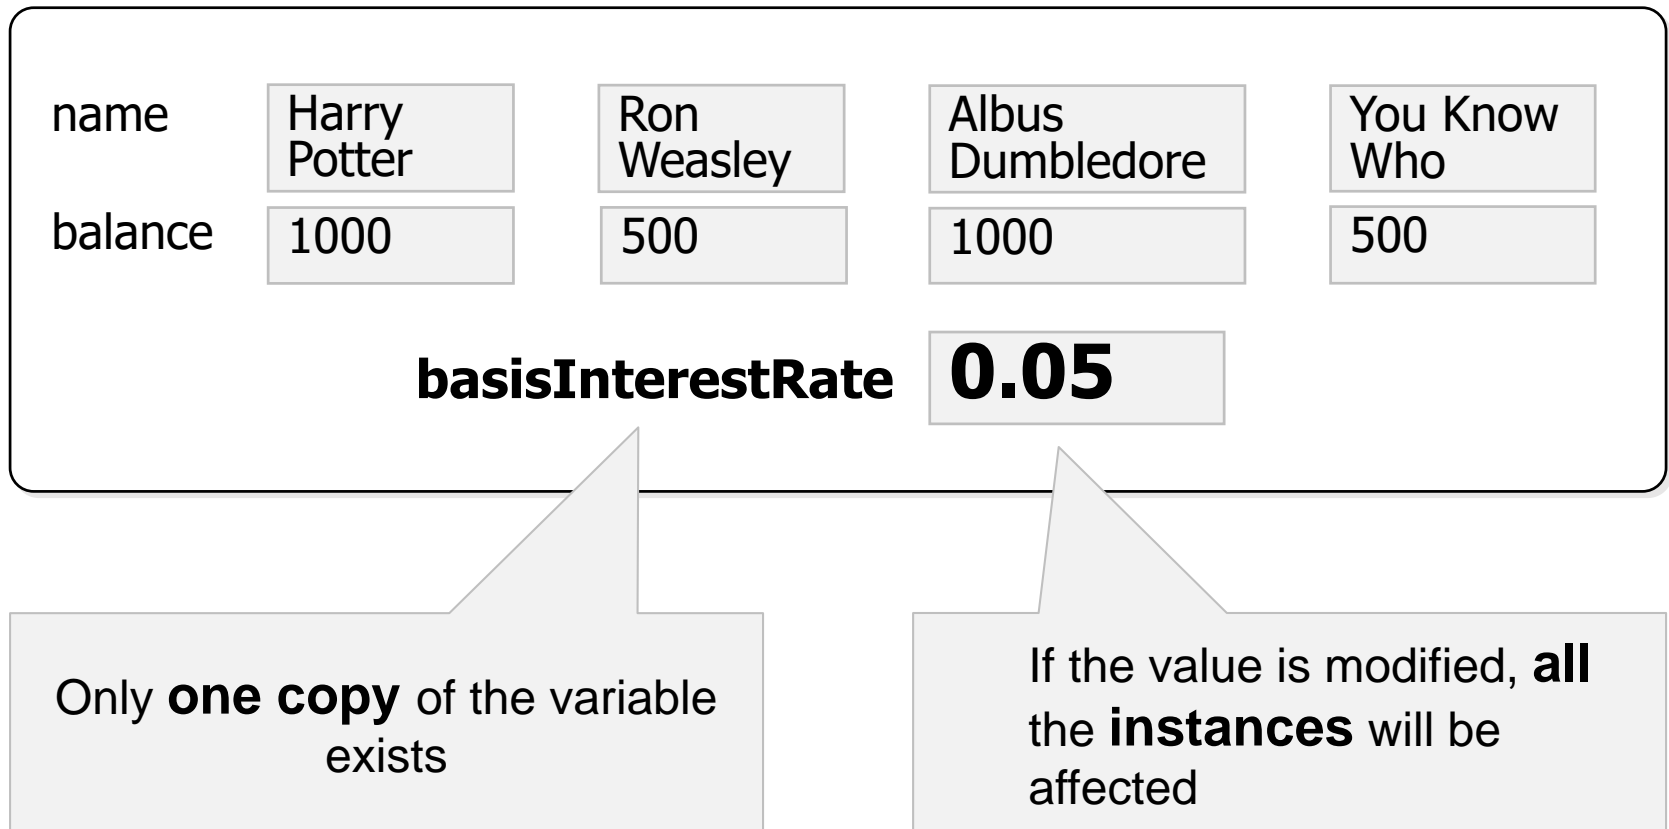 name
Harry
Potter
Ron
Weasley
Albus
Dumbledore
You Know
Who
balance
1000
500
1000
500
basisInterestRate
0.05
Only one copy of the variable
exists
If the value is modified, all
the instances will be
affected